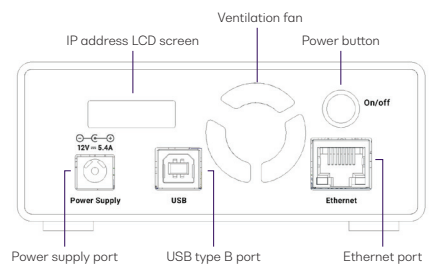 Ventilation fan
IP address LCD screen
Power button
On/off
12V⎓5.4A
Power Supply
USB
Ethernet
Power supply port
USB type B port
Ethernet port